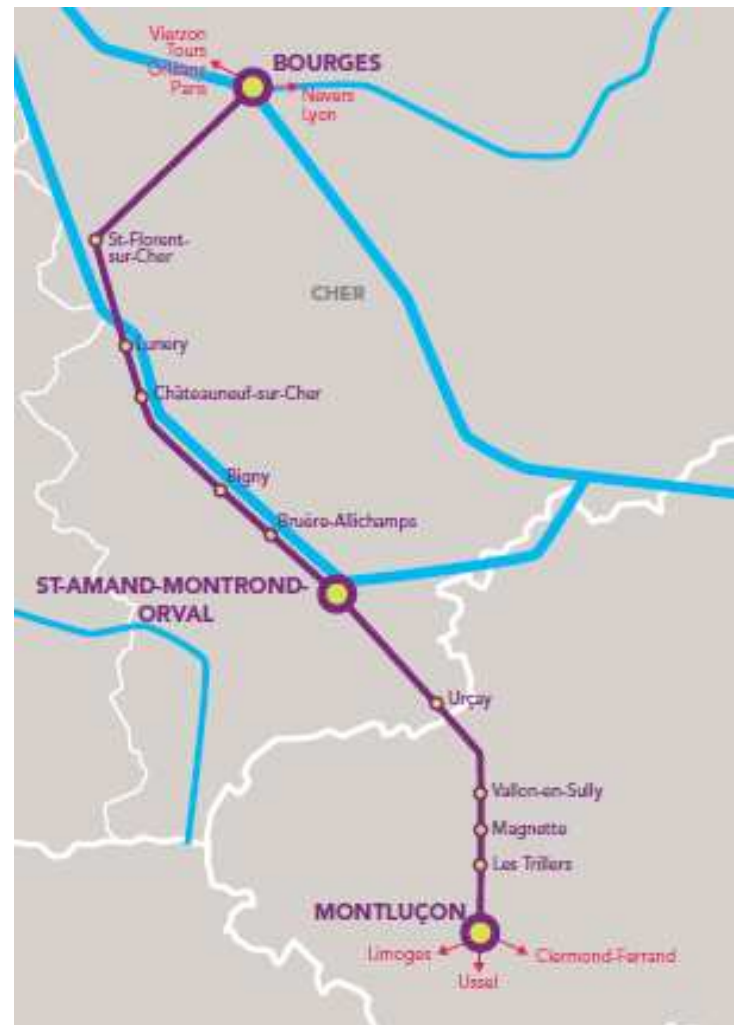 Vierzon
Tours
Orléans
Paris
BOURGES
Nevers
Lyon
St-Florent-
sur-Cher
CHER
Lunery
Châteauneuf-sur-Cher
Bigny
Bruère-Allichamps
ST-AMAND-MONTROND-
ORVAL
Urçay
Vallon-en-Sully
Magnette
Les Trillers
MONTLUÇON
Limoges
Clermond-Ferrand
Ussel